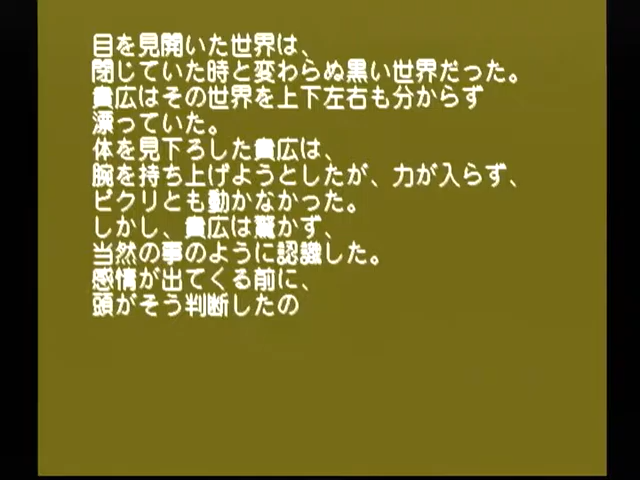 目を見開いた世界は、
閉じていた時と変わらぬ黒い世界だった。
貴広はその世界を上下左右も分からず
漂っていた。
体を見下ろした貴広は、
腕を持ち上げようとしたが、力が入らず、
ピクリとも動かなかった。
しかし、貴広は驚かず、
当然の事のように認識した。
感情が出てくる前に、
頭がそう判断したの